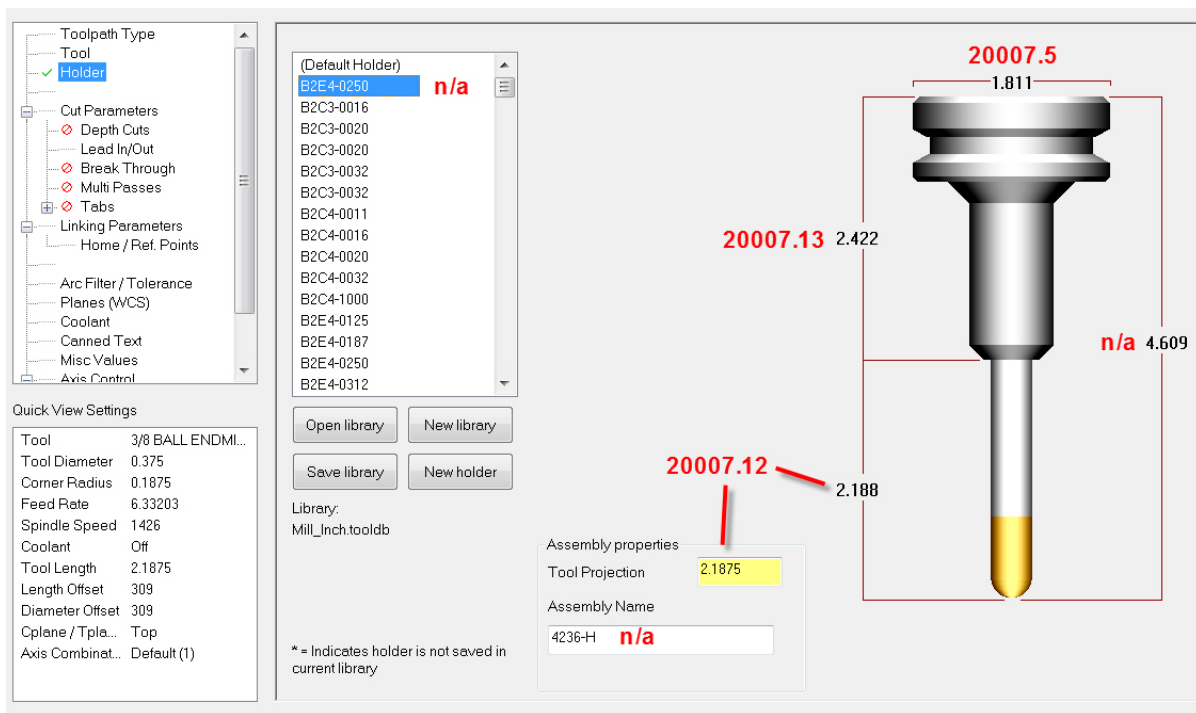 Toolpath Type
Tool
Holder
Cut Parameters
Depth Cuts
Lead In/Out
Break Through
Multi Passes
Tabs
Linking Parameters
Home / Ref. Points
Arc Filter / Tolerance
Planes (WCS)
Coolant
Canned Text
Misc Values
Axis Control
Quick View Settings
Tool 3/8 BALL ENDMI...
Tool Diameter 0.375
Corner Radius 0.1875
Feed Rate 6.33203
Spindle Speed 1426
Coolant Off
Tool Length 2.1875
Length Offset 309
Diameter Offset 309
Cplane / Tpla... Top
Axis Combinat... Default (1)
(Default Holder)
B2E4-0250 n/a
B2C3-0016
B2C3-0020
B2C3-0020
B2C3-0032
B2C3-0032
B2C4-0011
B2C4-0016
B2C4-0020
B2C4-0032
B2C4-1000
B2E4-0125
B2E4-0187
B2E4-0250
B2E4-0312
Open library New library
Save library New holder
Library:
Mill_Inch.tooldb
* = Indicates holder is not saved in
current library
Assembly properties
Tool Projection 2.1875
Assembly Name
4236-H n/a
20007.5
1.811
20007.13 2.422
n/a 4.609
20007.12
2.188